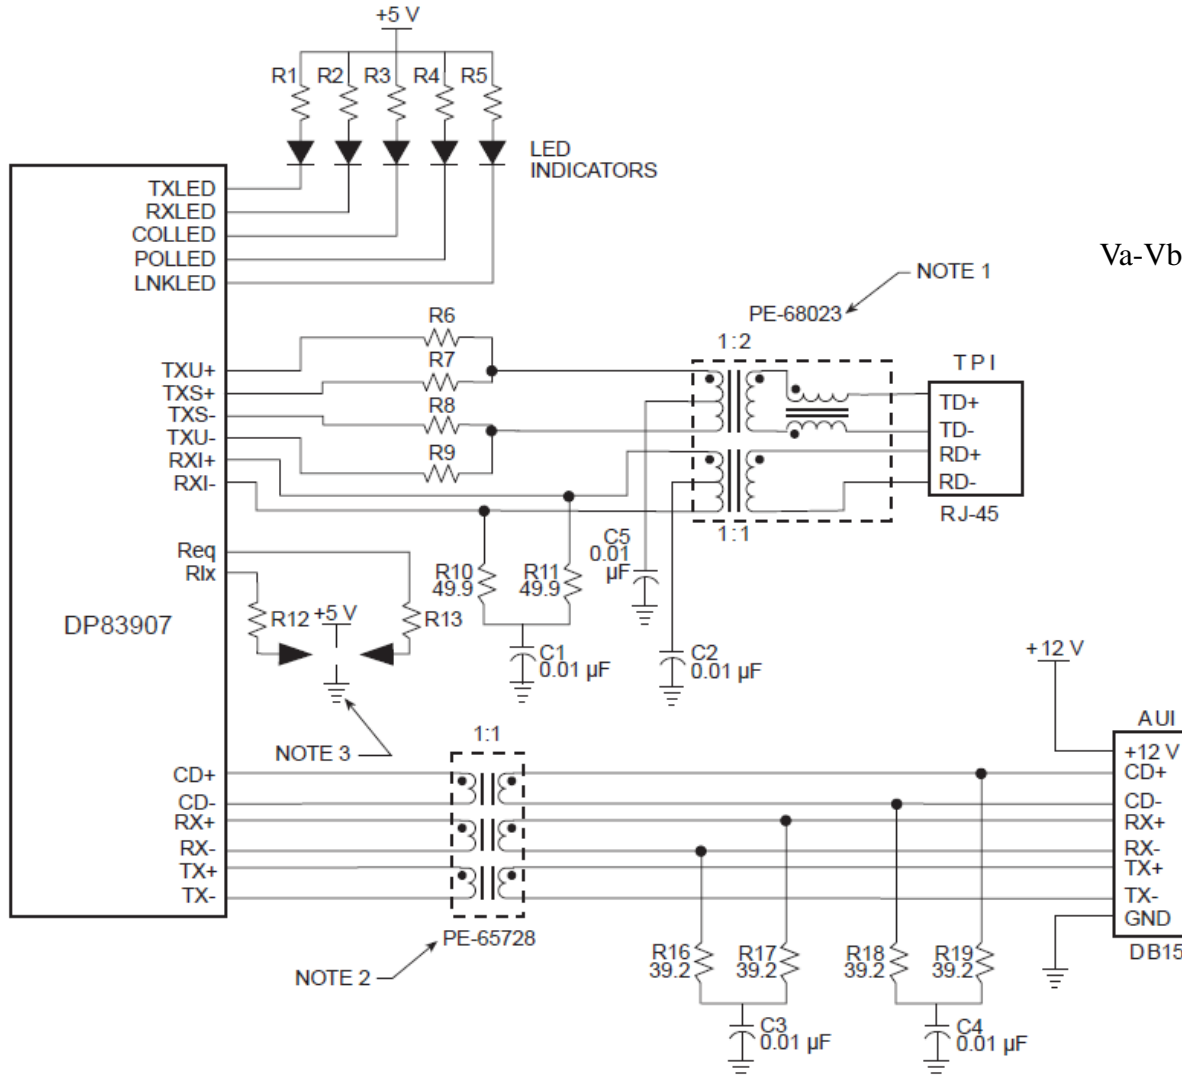 +5 V
R1 R2 R3 R4 R5
LED
INDICATORS
TXLED
RXLED
COLLED
POLLED
LNKLED
Va-Vb
NOTE 1
PE-68023
1:2
R6
R7
R8
R9
TXU+
TXS+
TXS-
TXU-
RXI+
RXI-
TPI
TD+
TD-
RD+
RD-
RJ-45
1:1
C5
0.01
µF
Req
RIx
R10
49.9
R11
49.9
R12
+5 V
R13
DP83907
C1
0.01 µF
C2
0.01 µF
NOTE 3
1:1
+12 V
AUI
+12 V
CD+
CD-
RX+
RX-
TX+
TX-
GND
DB15
CD+
CD-
RX+
RX-
TX+
TX-
PE-65728
NOTE 2
R16
39.2
R17
39.2
R18
39.2
R19
39.2
C3
0.01 µF
C4
0.01 µF